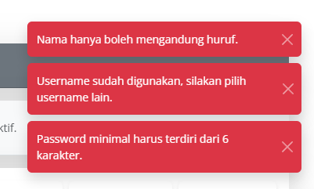 Nama hanya boleh mengandung huruf.
Username sudah digunakan, silakan pilih
username lain.
ktif.
Password minimal harus terdiri dari 6
karakter.